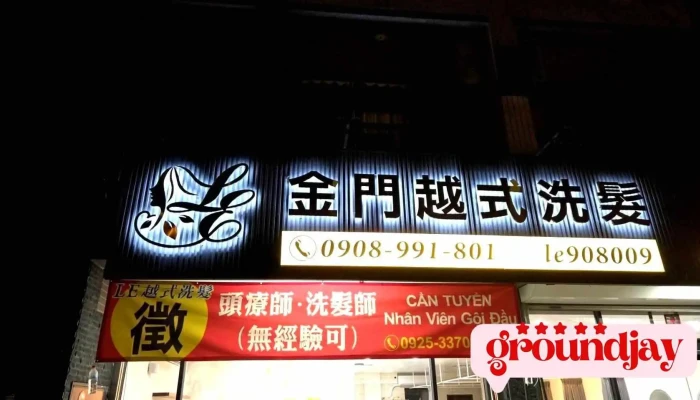 LE
金門越式洗髮
0908-991-801 le908009
LE越式洗髮
徵
頭療師·洗髮師
(無經驗可)
CẦN TUYỂN
Nhân Viên Gội Đầu
0925-3370
groundjay